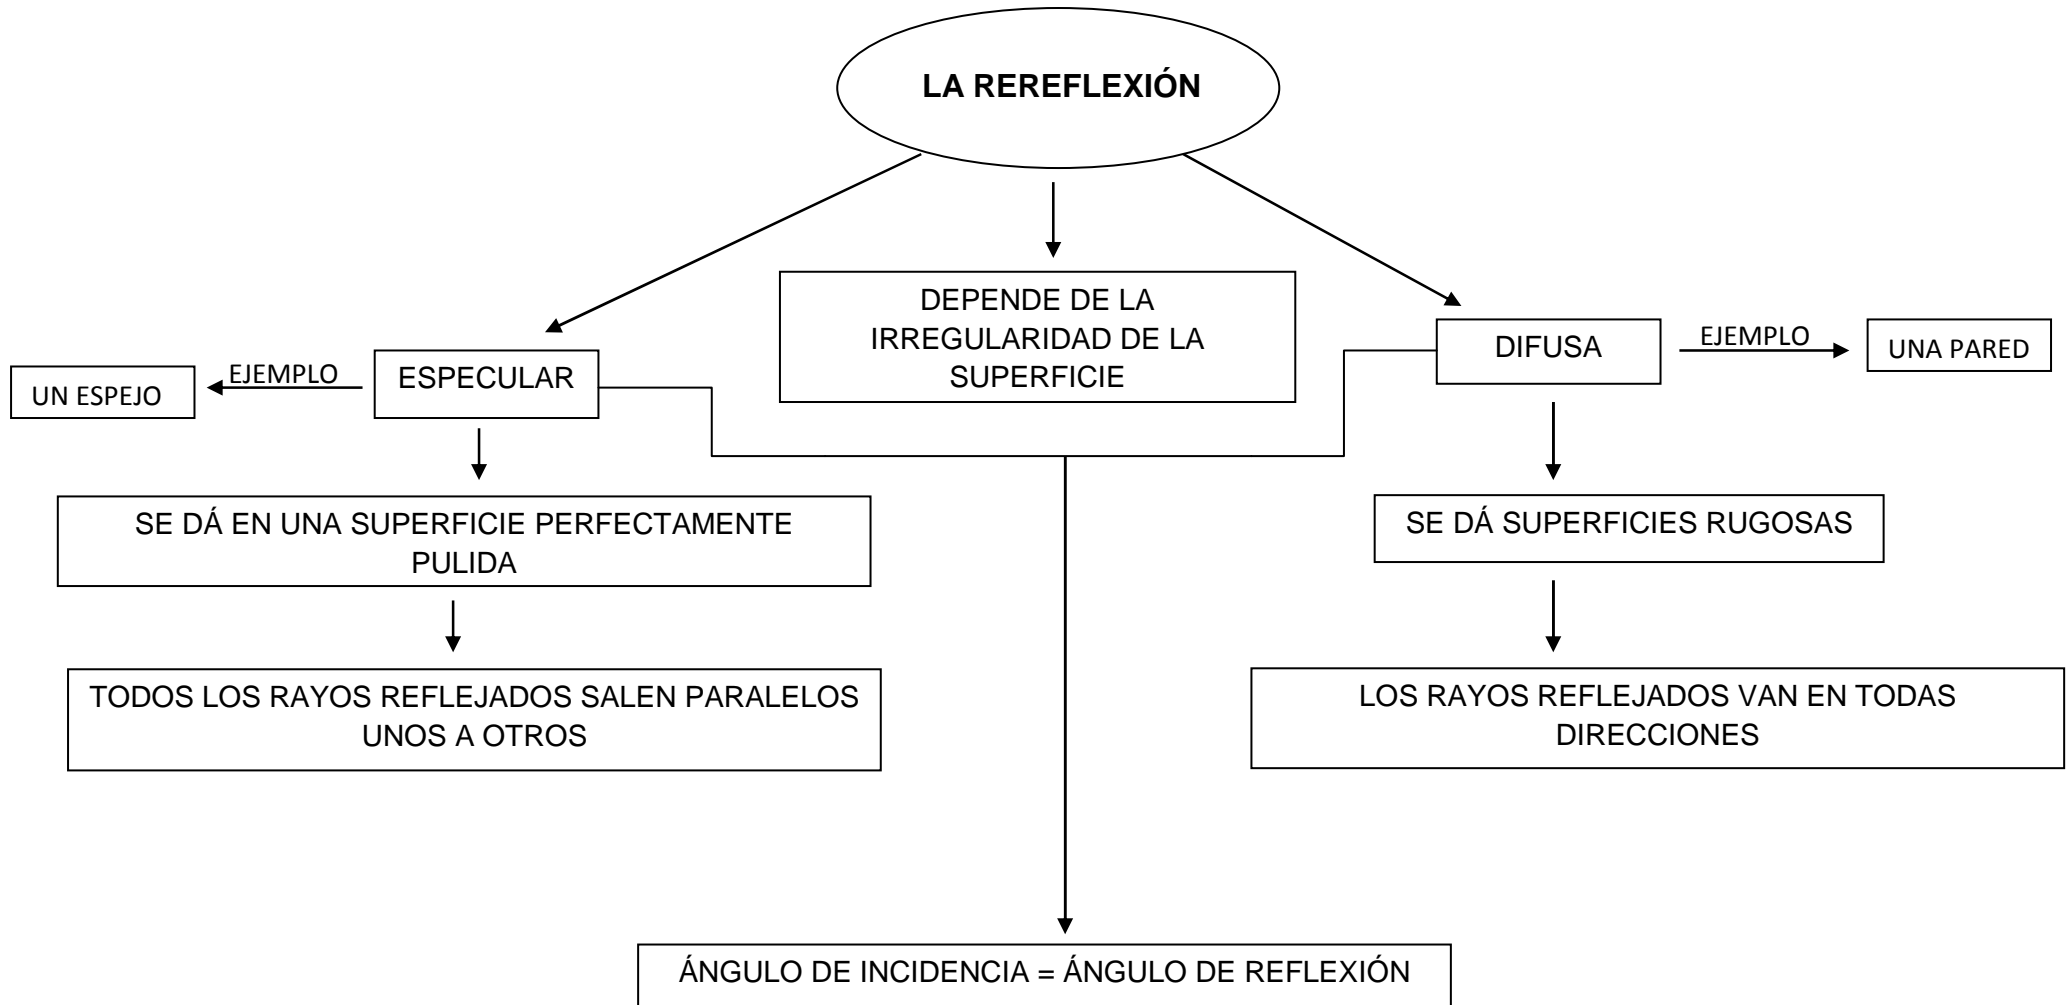 LA REREFLEXIÓN
DEPENDE DE LA
IRREGULARIDAD DE LA
SUPERFICIE
UN ESPEJO
EJEMPLO
ESPECULAR
DIFUSA
EJEMPLO
UNA PARED
SE DÁ EN UNA SUPERFICIE PERFECTAMENTE
PULIDA
SE DÁ SUPERFICIES RUGOSAS
TODOS LOS RAYOS REFLEJADOS SALEN PARALELOS
UNOS A OTROS
LOS RAYOS REFLEJADOS VAN EN TODAS
DIRECCIONES
ÁNGULO DE INCIDENCIA = ÁNGULO DE REFLEXIÓN